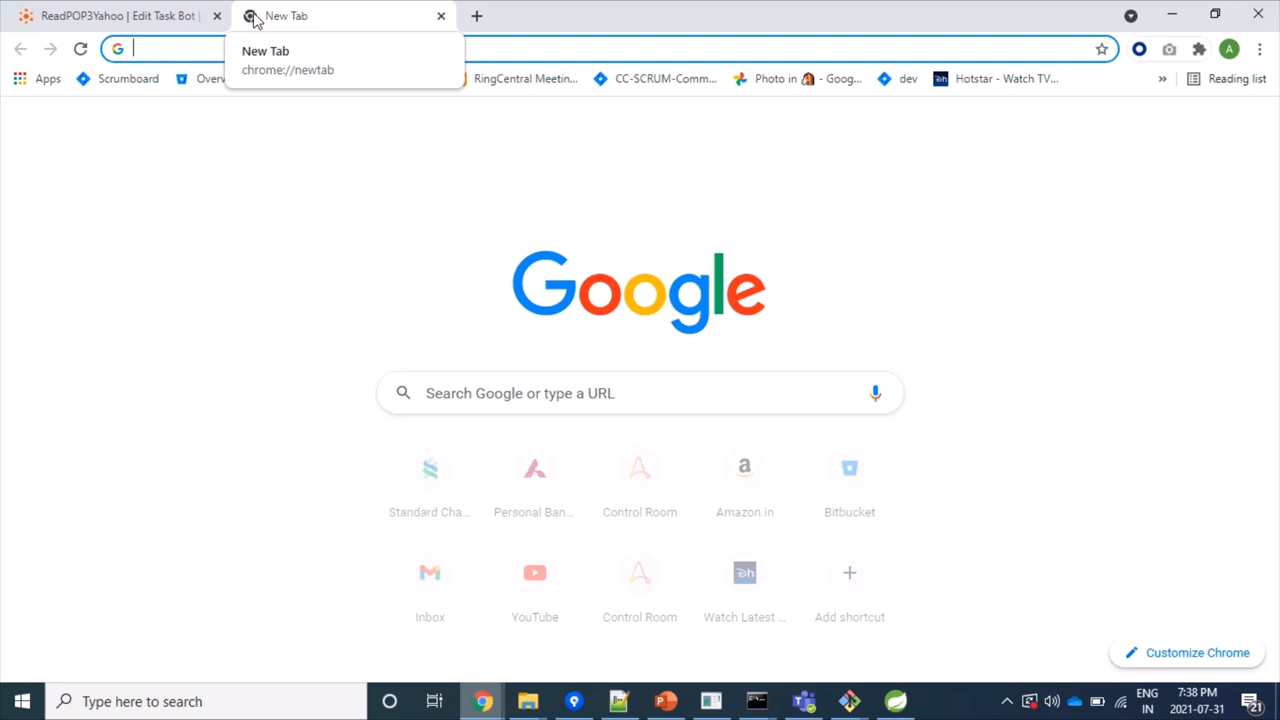 ReadPOP3Yahoo | Edit Task Bot |
New Tab
New Tab
chrome://newtab
Apps
Scrumboard
Overv
RingCentral Meetin...
CC-SCRUM-Comm...
Photo in - Goog...
dev
Hotstar - Watch TV...
»
Reading list
A
Google
Search Google or type a URL
Standard Cha...
Personal Ban...
Control Room
Amazon.in
Bitbucket
Inbox
YouTube
Control Room
Watch Latest ...
Add shortcut
Customize Chrome
Type here to search
ENG
IN
7:38 PM
2021-07-31
21